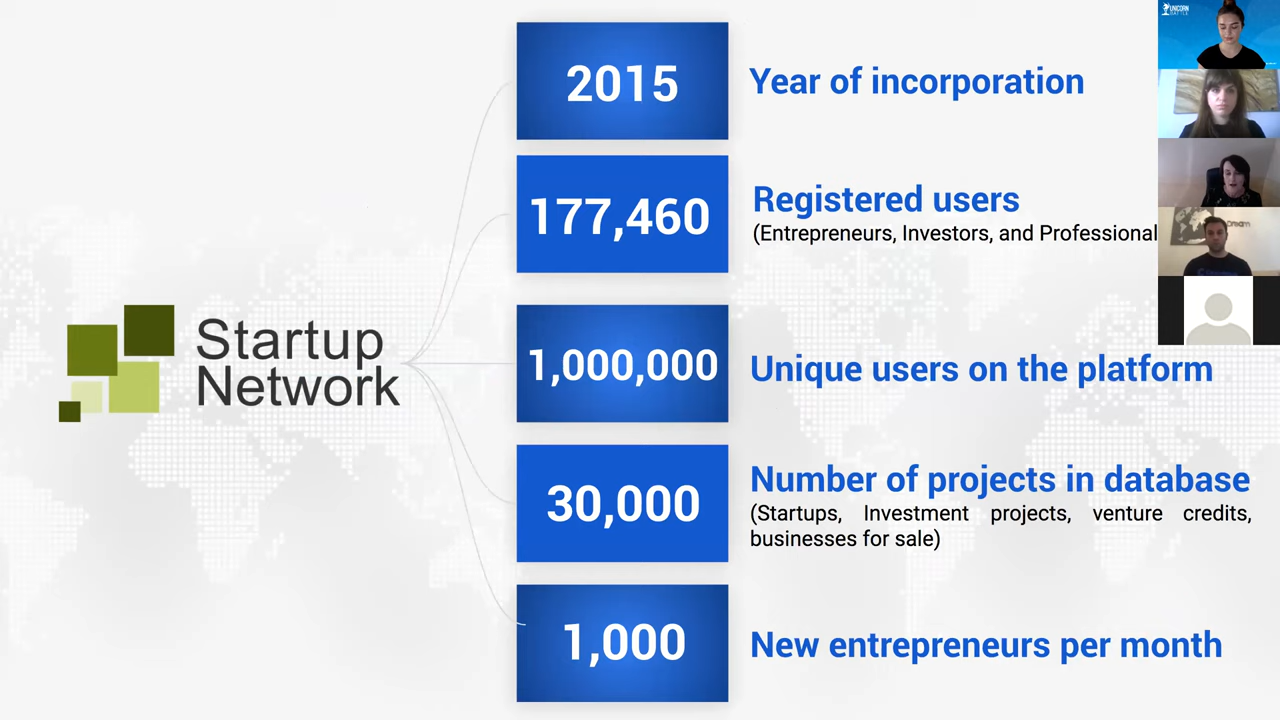 2015
Year of incorporation
177,460
Registered users
(Entrepreneurs, Investors, and Professional
Startup
Network
1,000,000
Unique users on the platform
30,000
Number of projects in database
(Startups, Investment projects, venture credits,
businesses for sale)
1,000
New entrepreneurs per month
UNICORN
BATTLE